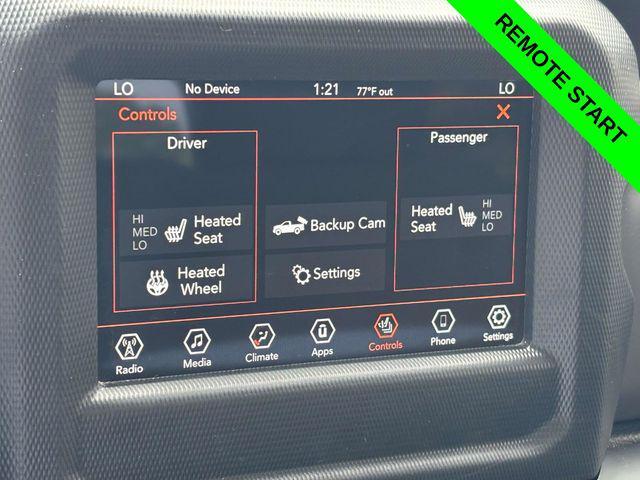 REMOTE START
LO No Device 1:21 77°F out LO
Controls
Driver
Passenger
HI
MED
LO
Heated
Seat
Backup Cam
Heated
Seat
HI
MED
LO
Heated
Wheel
Settings
Radio Media Climate Apps Controls Phone Settings